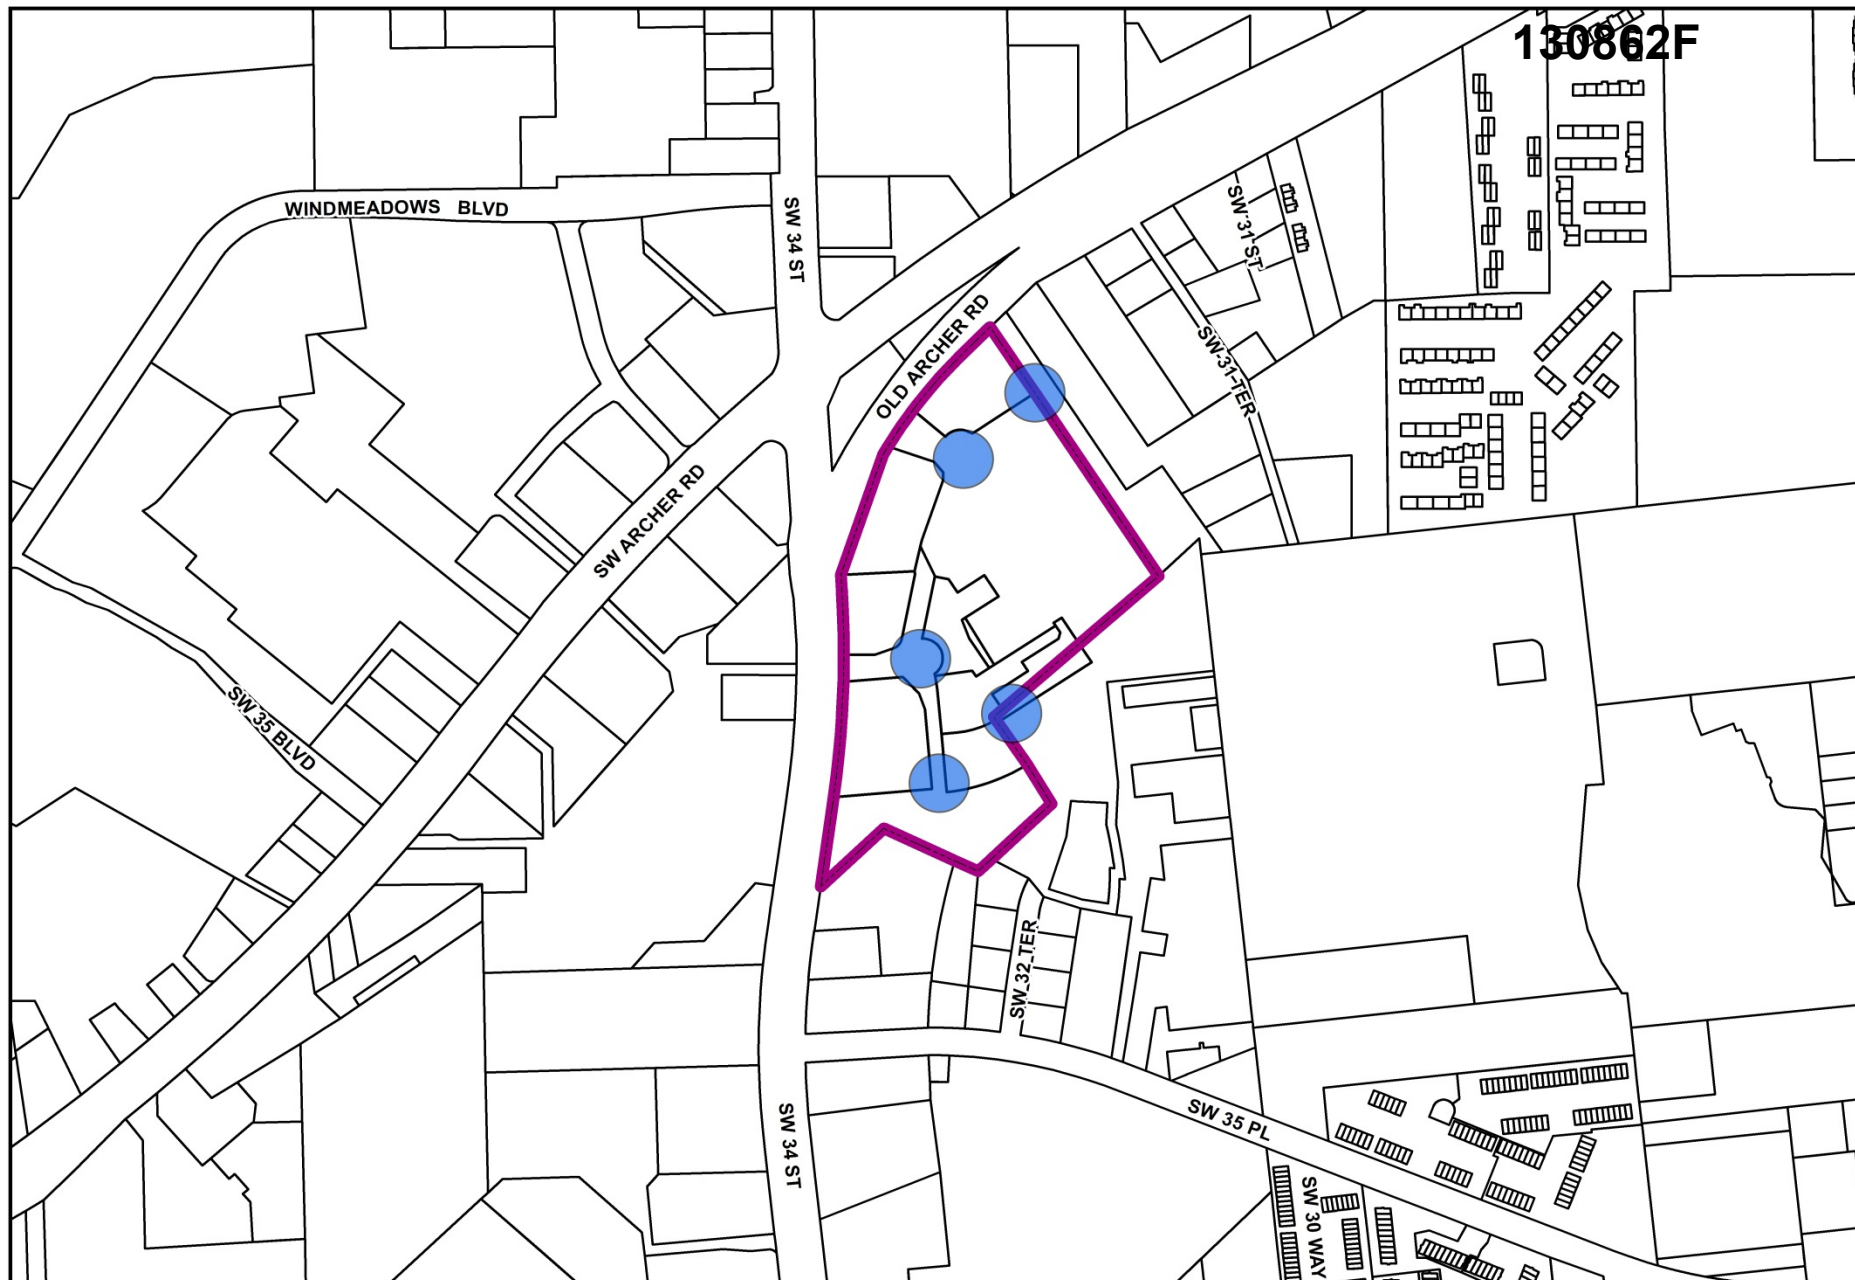 130862F
WINDMEADOWS BLVD
SW 34 ST
SW 31 ST
OLD ARCHER RD
SW 31 TER
SW ARCHER RD
SW 35 BLVD
SW 32 TER
SW 35 PL
SW 34 ST
SW 30 WAY